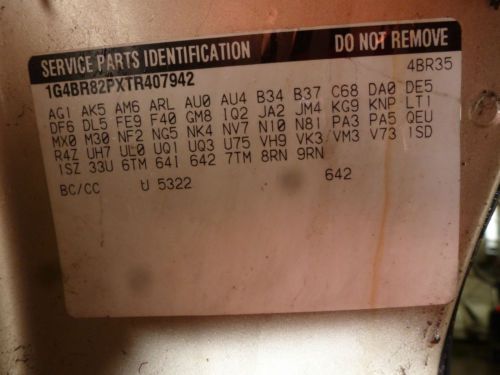 SERVICE PARTS IDENTIFICATION DO NOT REMOVE
1G4BR82PXTR407942 4BR35
AG1 AK5 AM6 ARL AU0 AU4 B34 B37 C68 DA0 DE5
DF6 DL5 FE9 F40 GM8 1Q2 JA2 JM4 KG9 KNP LT1
MX0 M30 NF2 NG5 NK4 NV7 N10 N81 PA3 PA5 QEU
R4Z UH7 UL0 UQ1 UQ3 U75 VH9 VK3 VM3 V73 1SD
1SZ 33U 6TM 64I 642 7TM 8RN 9RN
BC/CC U 5322 642